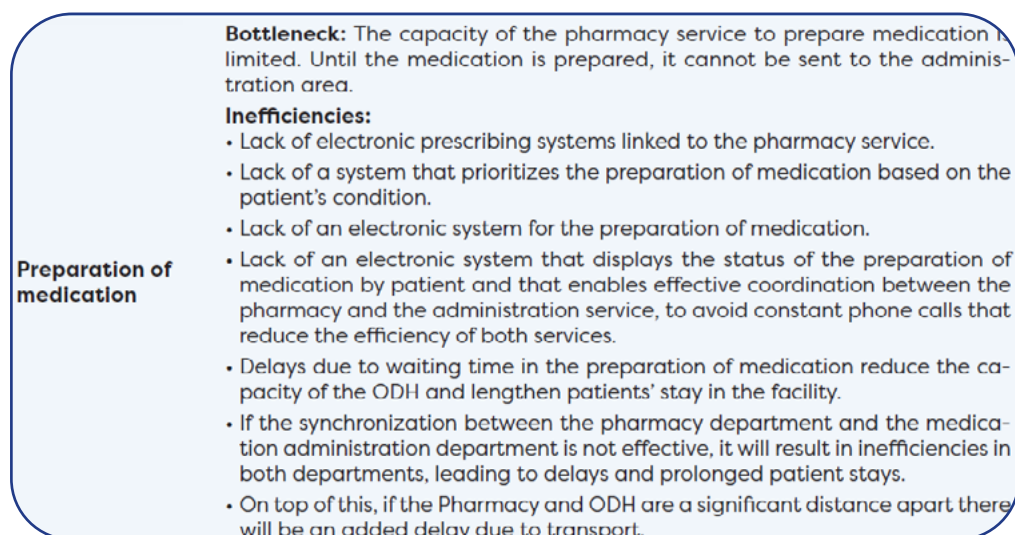 Bottleneck: The capacity of the pharmacy service to prepare medication is
limited. Until the medication is prepared, it cannot be sent to the adminis-
tration area.
Inefficiencies:
• Lack of electronic prescribing systems linked to the pharmacy service.
• Lack of a system that prioritizes the preparation of medication based on the
patient's condition.
• Lack of an electronic system for the preparation of medication.
Preparation of
medication
• Lack of an electronic system that displays the status of the preparation of
medication by patient and that enables effective coordination between the
pharmacy and the administration service, to avoid constant phone calls that
reduce the efficiency of both services.
• Delays due to waiting time in the preparation of medication reduce the ca-
pacity of the ODH and lengthen patients' stay in the facility.
• If the synchronization between the pharmacy department and the medica-
tion administration department is not effective, it will result in inefficiencies in
both departments, leading to delays and prolonged patient stays.
• On top of this, if the Pharmacy and ODH are a significant distance apart there
will be an added delay due to transport.